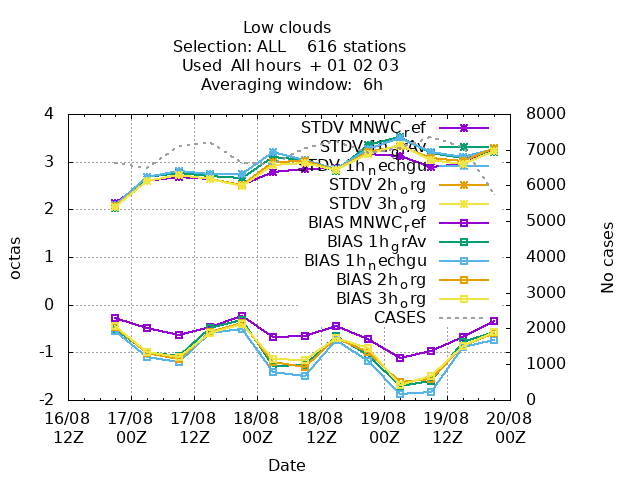 Low clouds
Selection: ALL 616 stations
Used All hours + 01 02 03
Averaging window: 6h
4
3
2
1
0
-1
-2
octas
8000
7000
6000
5000
4000
3000
2000
1000
0
No cases
STDV MNWC_ref
STDV 1h_grAv
STDV 1h_nechgu
STDV 2h_org
STDV 3h_org
BIAS MNWC_ref
BIAS 1h_grAv
BIAS 1h_nechgu
BIAS 2h_org
BIAS 3h_org
CASES
16/08 17/08 17/08 18/08 18/08 19/08 19/08 20/08
12Z 00Z 12Z 00Z 12Z 00Z 12Z 00Z
Date